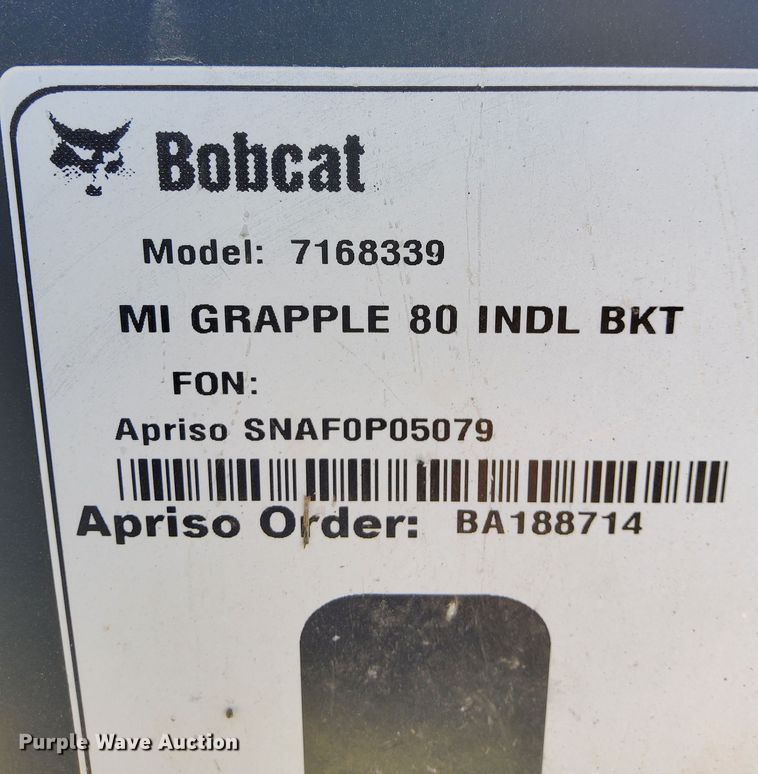 Bobcat
Model: 7168339
MI GRAPPLE 80 INDL BKT
FON:
Apriso SNAF0P05079
Apriso Order: BA188714
Purple Wave Auction